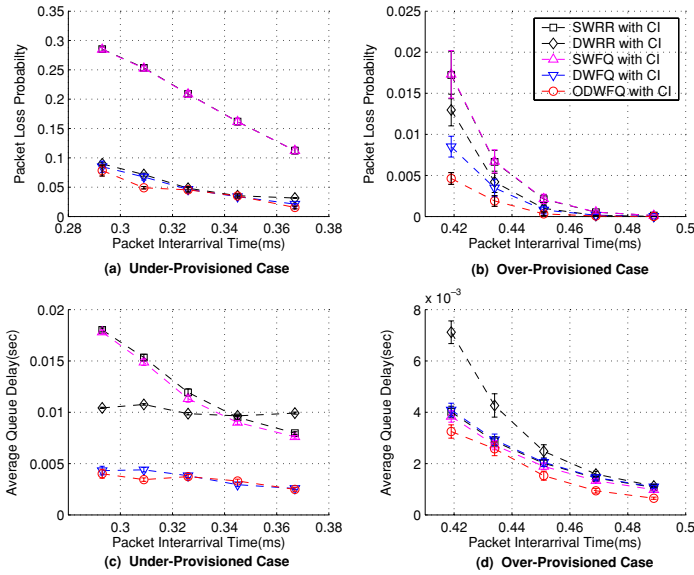 0.35
0.3
0.25
0.2
0.15
0.1
0.05
0
0.28 0.3 0.32 0.34 0.36 0.38
Packet Loss Probablity
Packet Interarrival Time(ms)
(a) Under-Provisioned Case
0.025
0.02
0.015
0.01
0.005
0
0.42 0.44 0.46 0.48 0.5
Packet Loss Probablity
Packet Interarrival Time(ms)
(b) Over-Provisioned Case
SWRR with CI
DWRR with CI
SWFQ with CI
DWFQ with CI
ODWFQ with CI
0.02
0.015
0.01
0.005
0
0.3 0.32 0.34 0.36 0.38
Average Queue Delay(sec)
Packet Interarrival Time(ms)
(c) Under-Provisioned Case
x 10−3
8
6
4
2
0
0.42 0.44 0.46 0.48 0.5
Average Queue Delay(sec)
Packet Interarrival Time(ms)
(d) Over-Provisioned Case